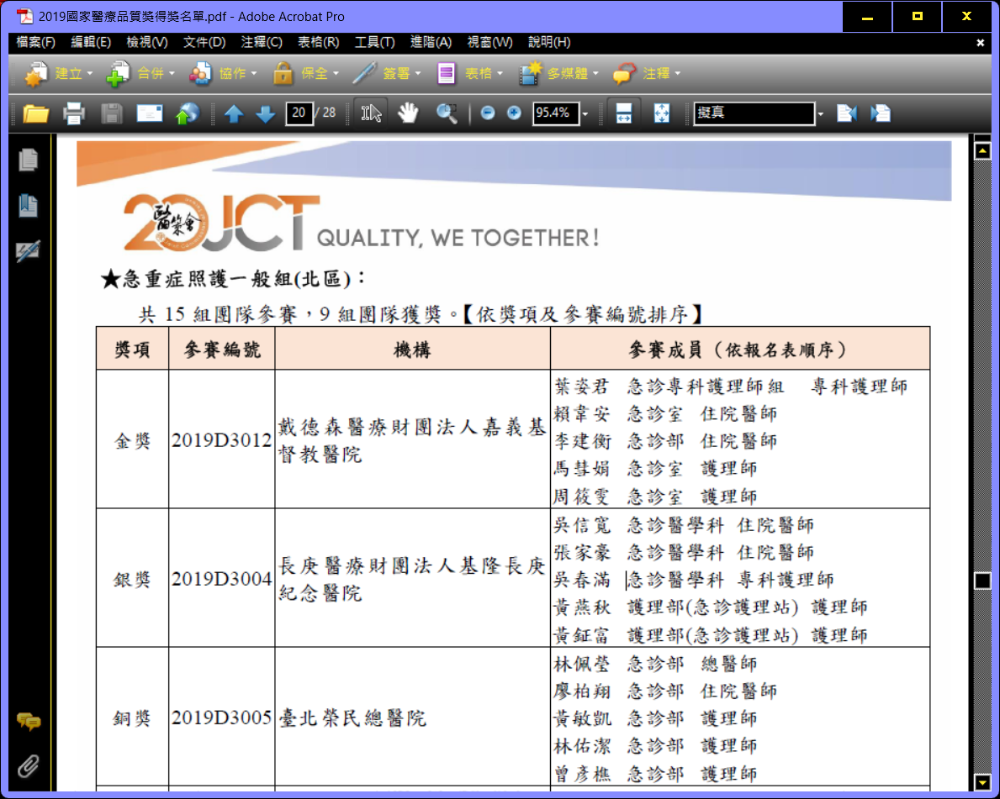 2019國家醫療品質獎得獎名單.pdf - Adobe Acrobat Pro
檔案(F) 編輯(E) 檢視(V) 文件(D) 注釋(C) 表格(R) 工具(T) 進階(A) 視窗(W) 說明(H)
建立 合併 協作 保全 簽署 表格 多媒體 注釋
20 / 28 95.4% 擬真
20 醫策會 JCT QUALITY, WE TOGETHER!
★急重症照護一般組(北區)：
共 15 組團隊參賽，9 組團隊獲獎。【依獎項及參賽編號排序】
獎項 參賽編號 機構 參賽成員（依報名表順序）
金獎 2019D3012 戴德森醫療財團法人嘉義基
督教醫院
葉姿君 急診專科護理師組 專科護理師
賴韋安 急診室 住院醫師
李建衡 急診部 住院醫師
馬彗娟 急診室 護理師
周筱雯 急診室 護理師
銀獎 2019D3004 長庚醫療財團法人基隆長庚
紀念醫院
吳信寬 急診醫學科 住院醫師
張家豪 急診醫學科 住院醫師
吳春滿 急診醫學科 專科護理師
黃燕秋 護理部(急診護理站) 護理師
黃鉦富 護理部(急診護理站) 護理師
銅獎 2019D3005 臺北榮民總醫院
林佩瑩 急診部 總醫師
廖柏翔 急診部 住院醫師
黃敏凱 急診部 護理師
林佑潔 急診部 護理師
曾彥樵 急診部 護理師